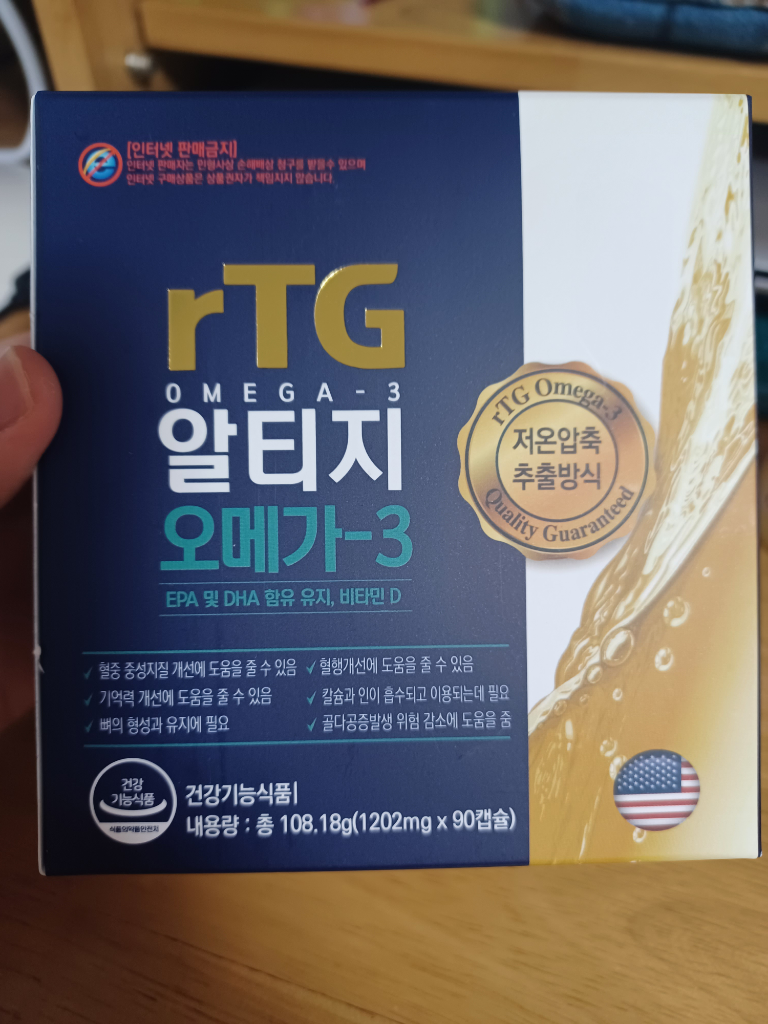 [인터넷 판매금지]
인터넷 판매자는 민형사상 손해배상 청구를 받을수 있으며
인터넷 구매상품은 상품권자가 책임지지 않습니다.
rTG
OMEGA-3
알티지
오메가-3
EPA 및 DHA 함유 유지, 비타민 D
rTG Omega-3
저온압축
추출방식
Quality Guaranteed
✓ 혈중 중성지질 개선에 도움을 줄 수 있음 ✓ 혈행개선에 도움을 줄 수 있음
✓ 기억력 개선에 도움을 줄 수 있음 ✓ 칼슘과 인이 흡수되고 이용되는데 필요
✓ 뼈의 형성과 유지에 필요 ✓ 골다공증발생 위험 감소에 도움을 줌
건강
기능식품
식품의약품안전처
건강기능식품|
내용량 : 총 108.18g(1202mg x 90캡슐)